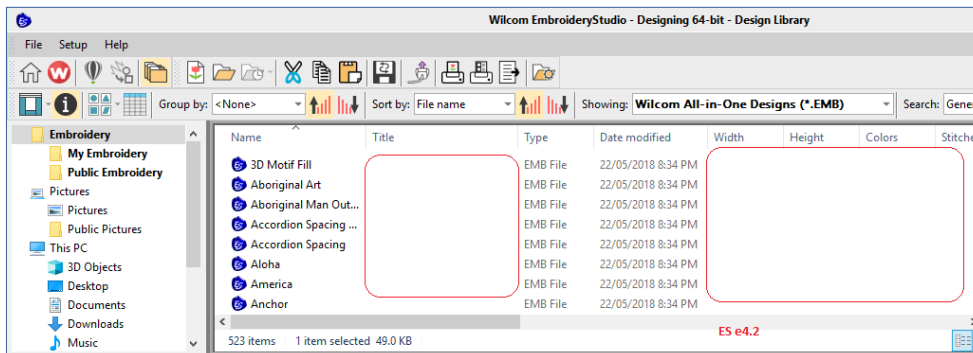 Wilcom EmbroideryStudio - Designing 64-bit - Design Library
File Setup Help
Group by: <None> Sort by: File name Showing: Wilcom All-in-One Designs (*.EMB) Search: Gene
Embroidery
My Embroidery
Public Embroidery
Pictures
Pictures
Public Pictures
This PC
3D Objects
Desktop
Documents
Downloads
Music
Name Title Type Date modified Width Height Colors Stitche
3D Motif Fill EMB File 22/05/2018 8:34 PM
Aboriginal Art EMB File 22/05/2018 8:34 PM
Aboriginal Man Out... EMB File 22/05/2018 8:34 PM
Accordion Spacing ... EMB File 22/05/2018 8:34 PM
Accordion Spacing EMB File 22/05/2018 8:34 PM
Aloha EMB File 22/05/2018 8:34 PM
America EMB File 22/05/2018 8:34 PM
Anchor EMB File 22/05/2018 8:34 PM
ES e4.2
523 items 1 item selected 49.0 KB